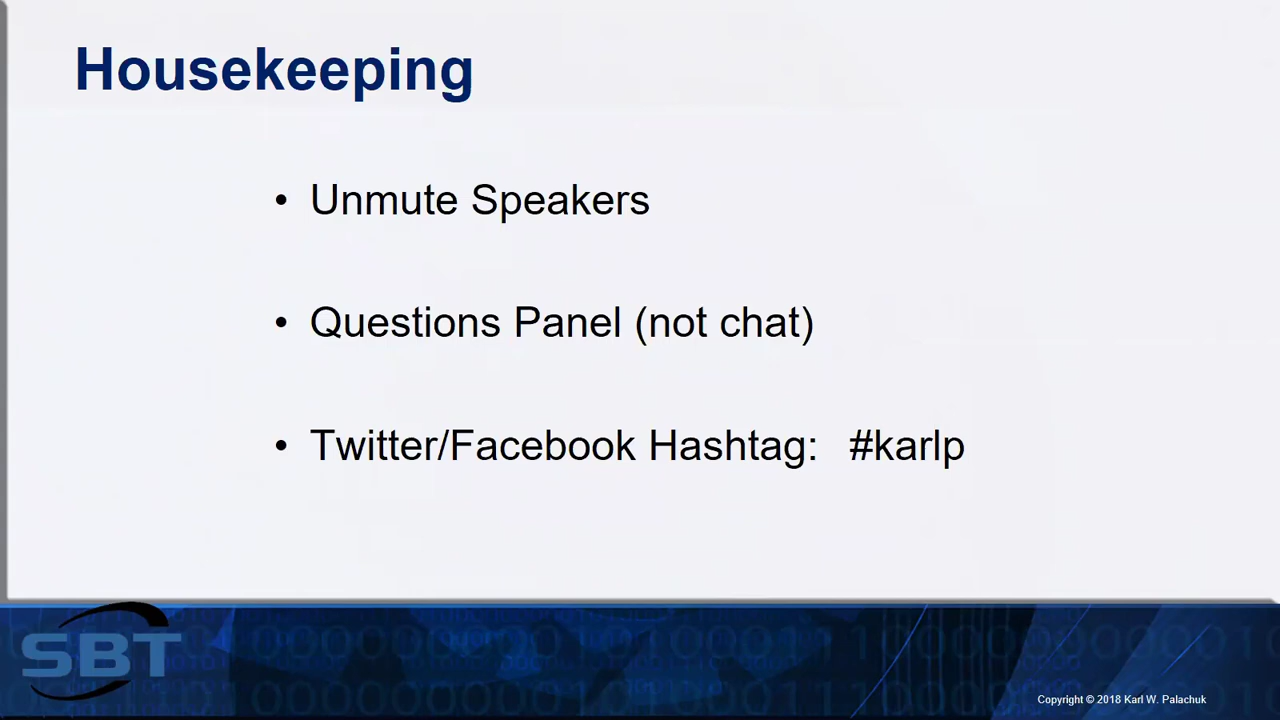 Housekeeping
• Unmute Speakers
• Questions Panel (not chat)
• Twitter/Facebook Hashtag: #karlp
SBT
Copyright © 2018 Karl W. Palachuk